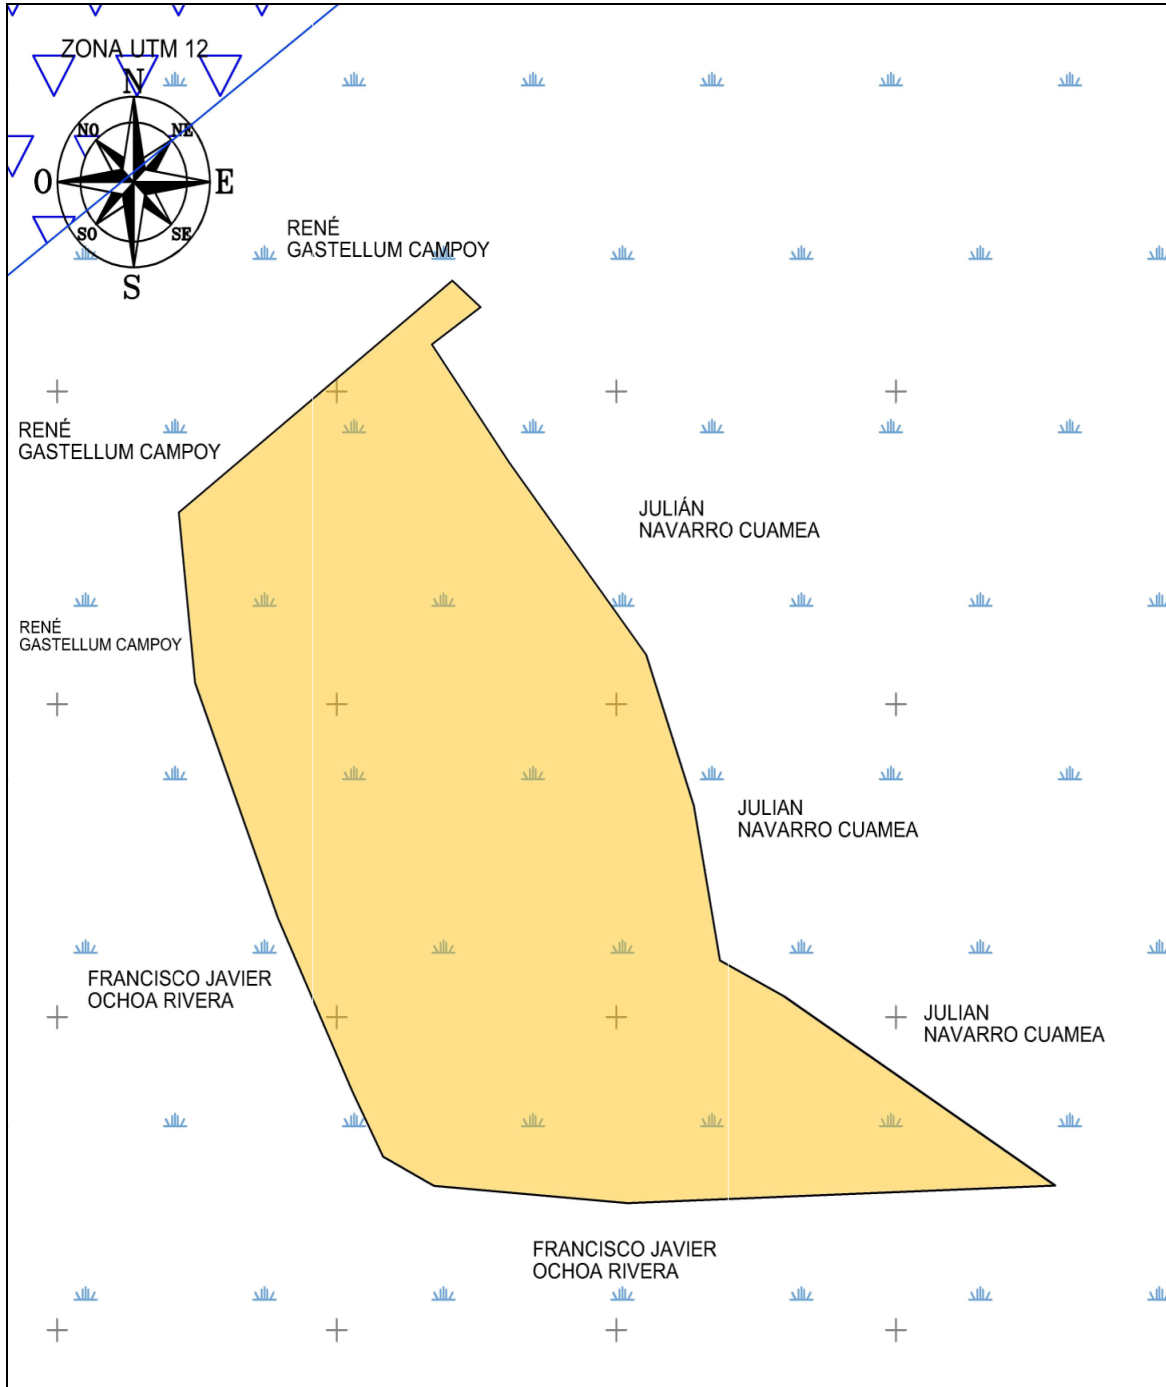 ZONA UTM 12
N
NO
NE
O
E
SO
SE
S
RENÉ
GASTELLUM CAMPOY
RENÉ
GASTELLUM CAMPOY
JULIÁN
NAVARRO CUAMEA
RENÉ
GASTELLUM CAMPOY
JULIAN
NAVARRO CUAMEA
FRANCISCO JAVIER
OCHOA RIVERA
JULIAN
NAVARRO CUAMEA
FRANCISCO JAVIER
OCHOA RIVERA